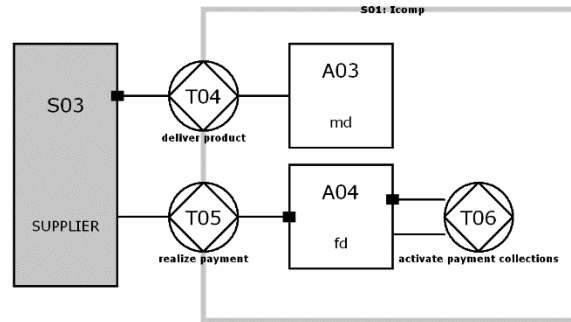 S01: Icomp
S03
SUPPLIER
T04
deliver product
A03
md
T05
realize payment
A04
fd
T06
activate payment collections